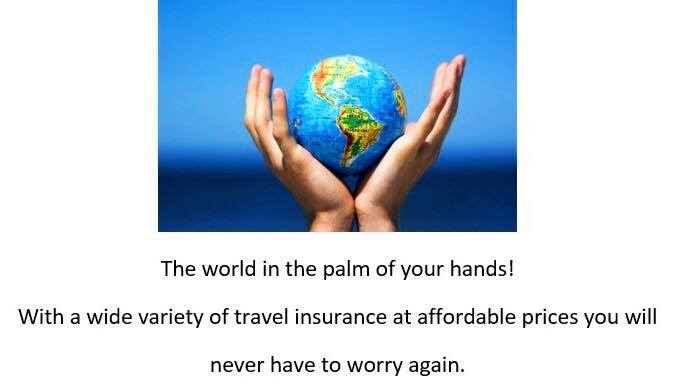 The world in the palm of your hands!
With a wide variety of travel insurance at affordable prices you will
never have to worry again.